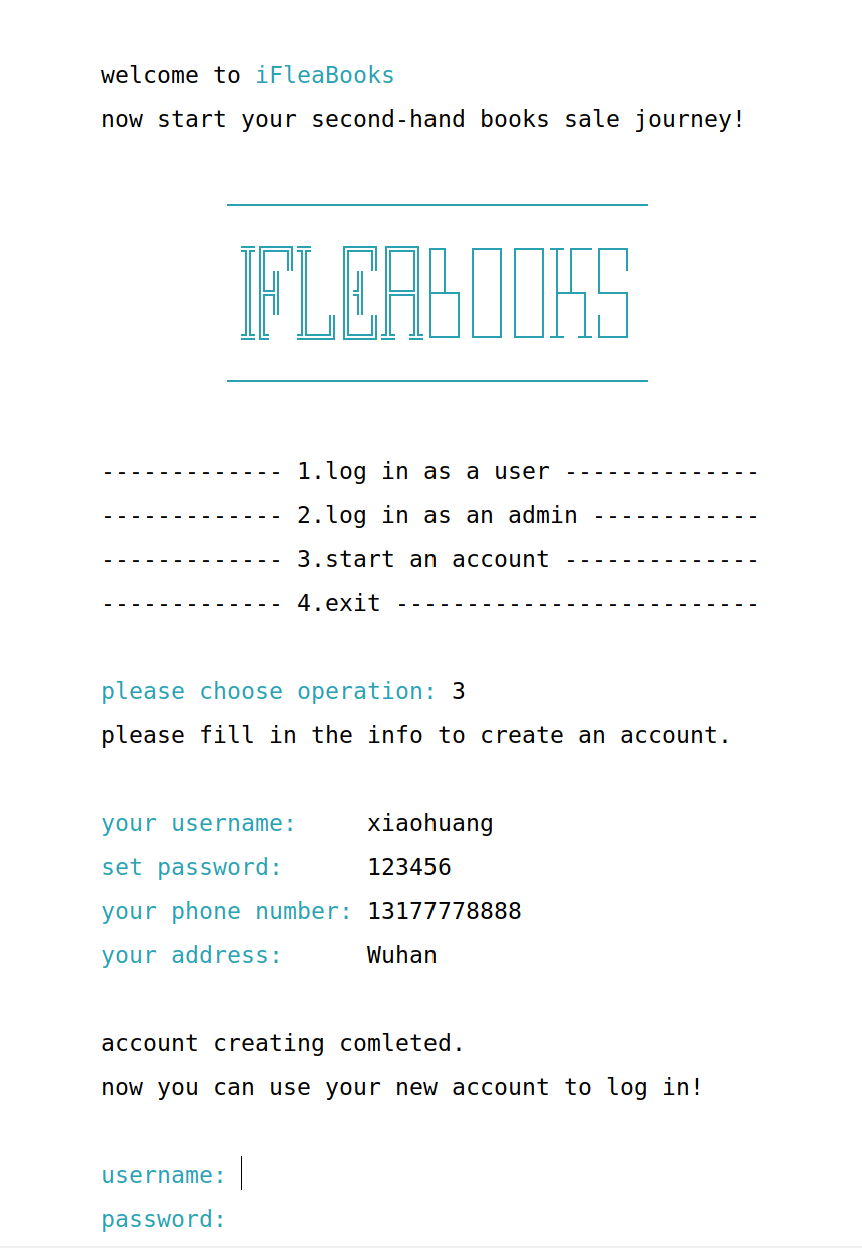 welcome to iFleaBooks
now start your second-hand books sale journey!
IFLEABOOKS
------------- 1.log in as a user --------------
------------- 2.log in as an admin ------------
------------- 3.start an account --------------
------------- 4.exit --------------------------
please choose operation: 3
please fill in the info to create an account.
your username: xiaohuang
set password: 123456
your phone number: 13177778888
your address: Wuhan
account creating comleted.
now you can use your new account to log in!
username:
password: